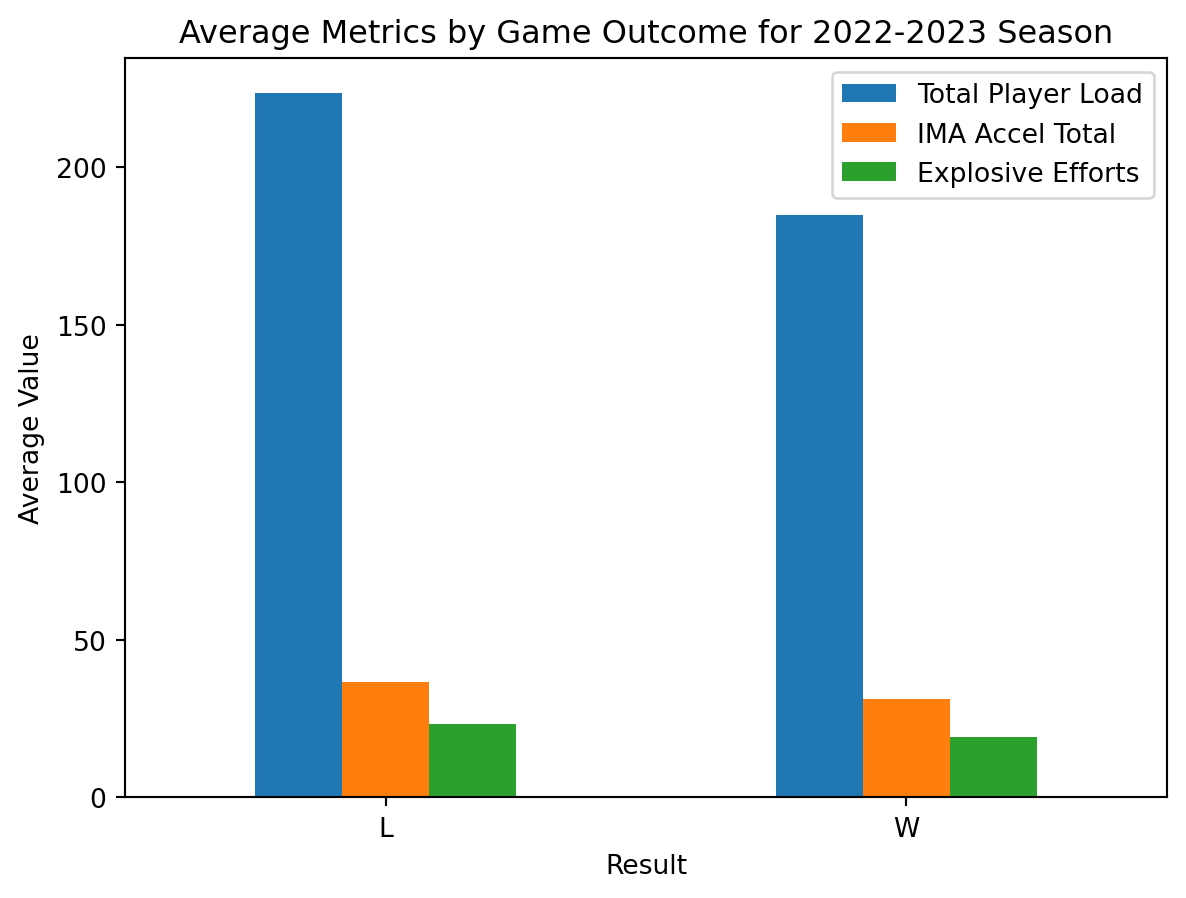 Average Metrics by Game Outcome for 2022-2023 Season
Total Player Load
IMA Accel Total
Explosive Efforts
Average Value
200
150
100
50
0
L
W
Result